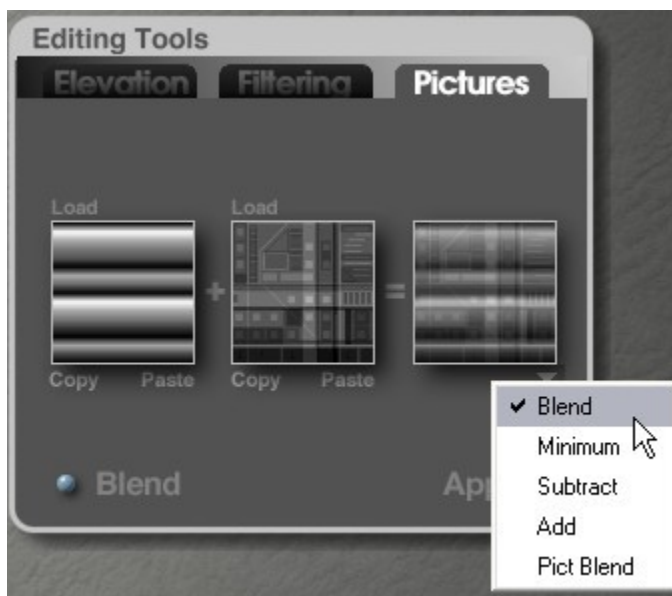 Editing Tools
Elevation Filtering Pictures
Load Load
+ =
Copy Paste Copy Paste
Blend
✓ Blend
Minimum
Subtract
Add
Pict Blend